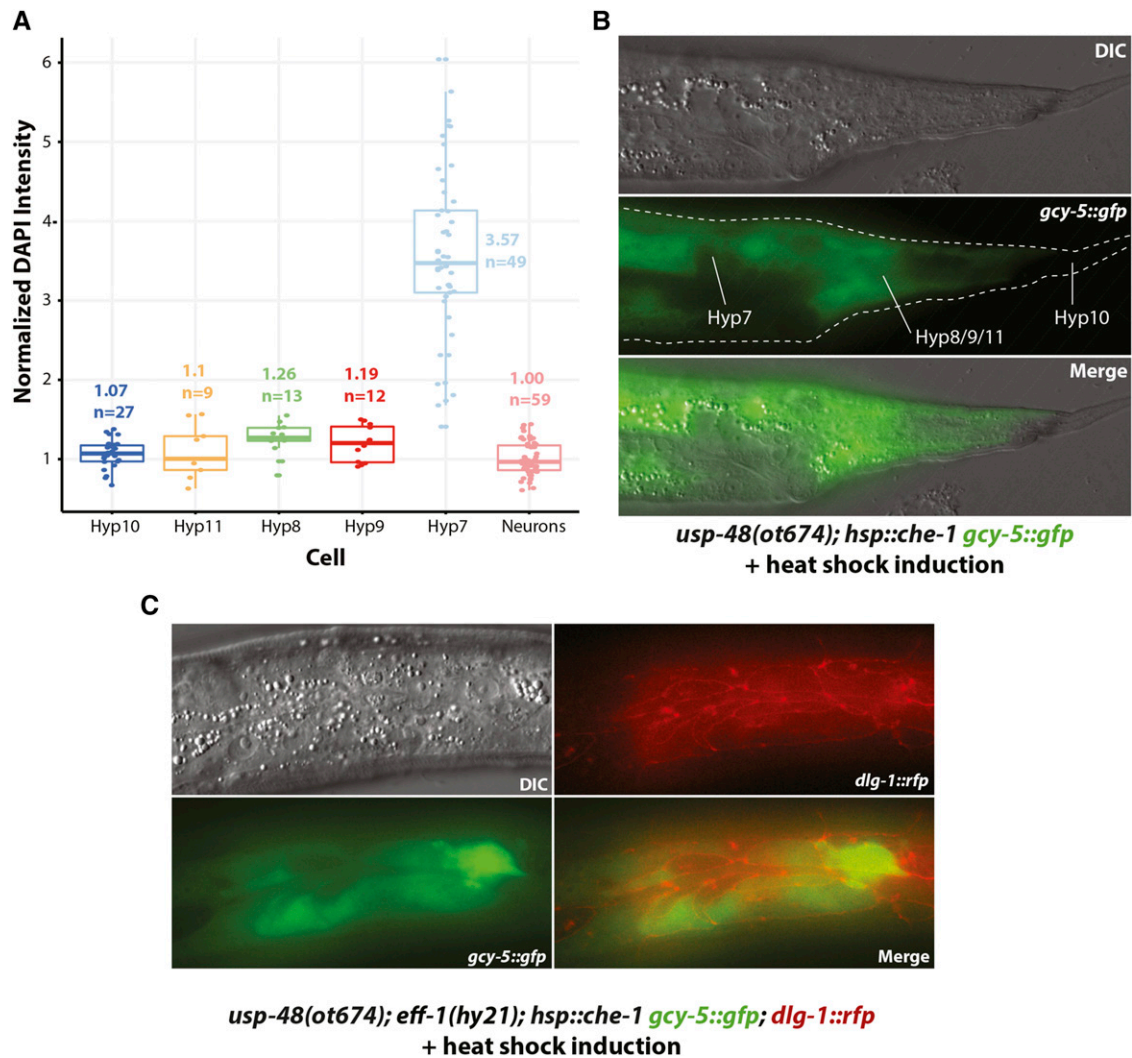 A
Normalized DAPI Intensity
6
5
4
3
2
1
1.07
n=27
1.1
n=9
1.26
n=13
1.19
n=12
3.57
n=49
1.00
n=59
Hyp10 Hyp11 Hyp8 Hyp9 Hyp7 Neurons
Cell
B
DIC
gcy-5::gfp
Hyp7
Hyp8/9/11
Hyp10
Merge
usp-48(ot674); hsp::che-1 gcy-5::gfp
+ heat shock induction
C
DIC
dlg-1::rfp
gcy-5::gfp
Merge
usp-48(ot674); eff-1(hy21); hsp::che-1 gcy-5::gfp; dlg-1::rfp
+ heat shock induction